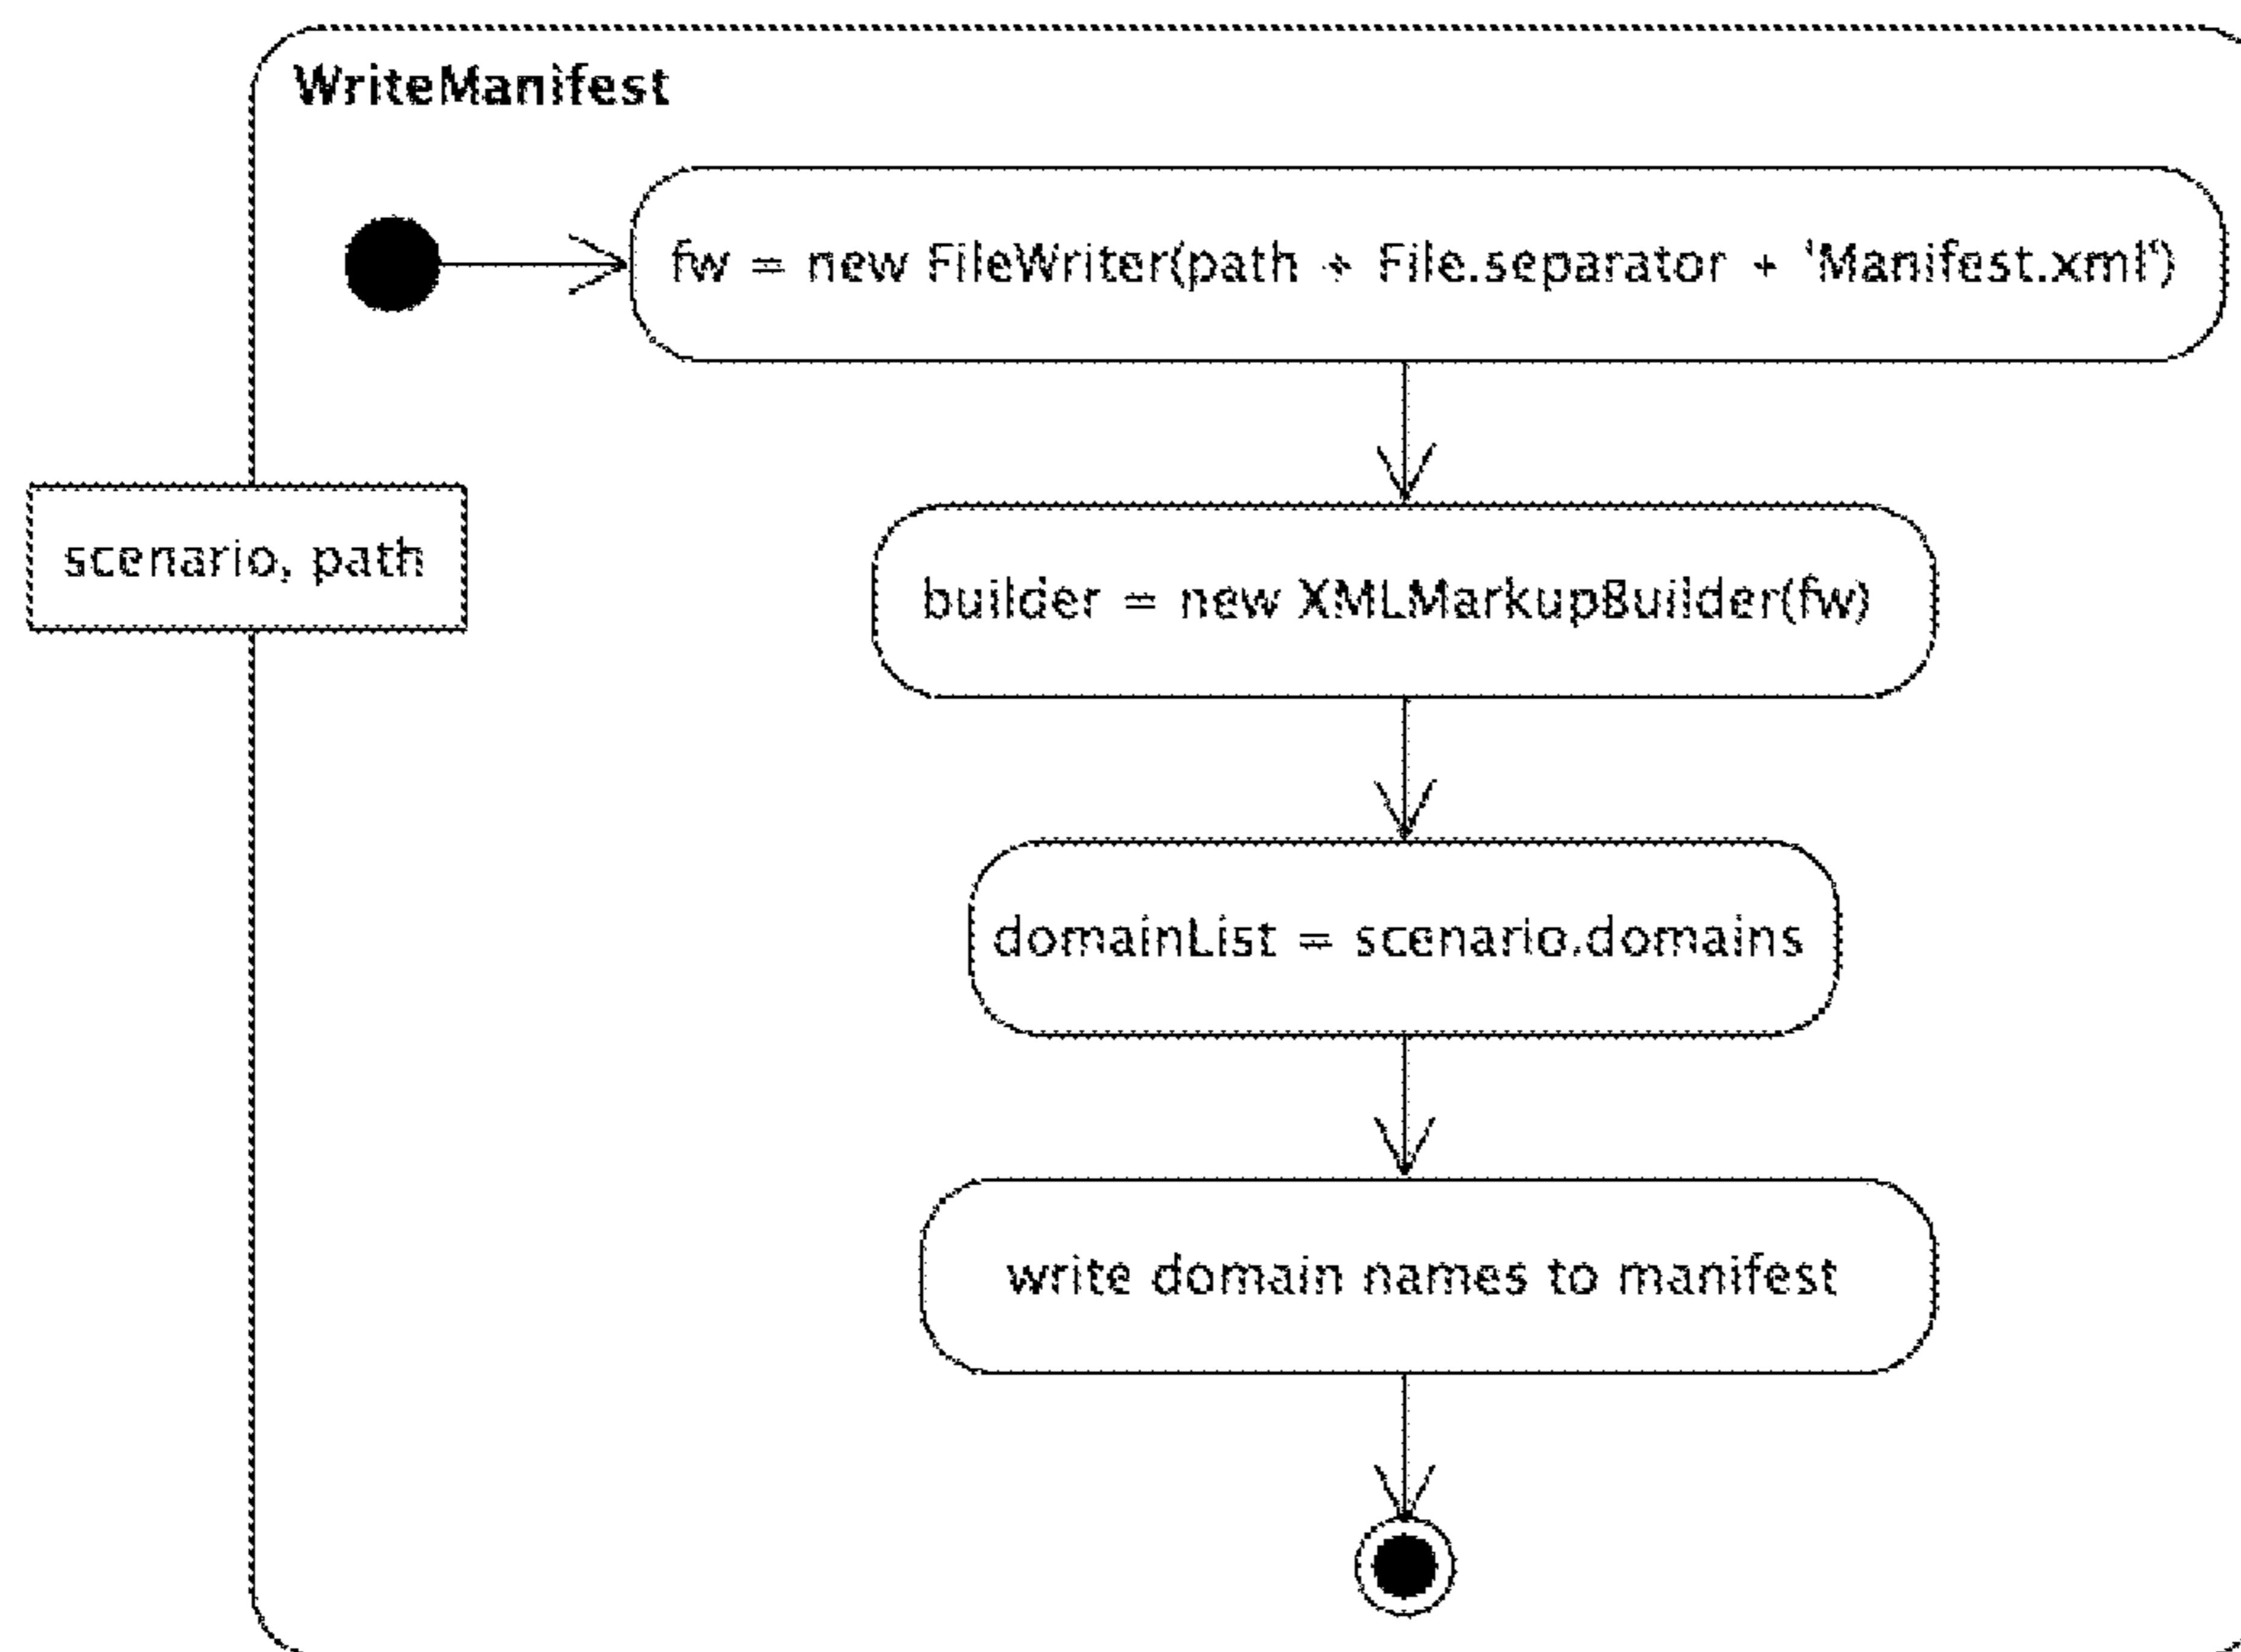 WriteManifest
fw = new FileWriter(path + File.separator + 'Manifest.xml')
scenario, path
builder = new XMLMarkupBuilder(fw)
domainList = scenario.domains
write domain names to manifest